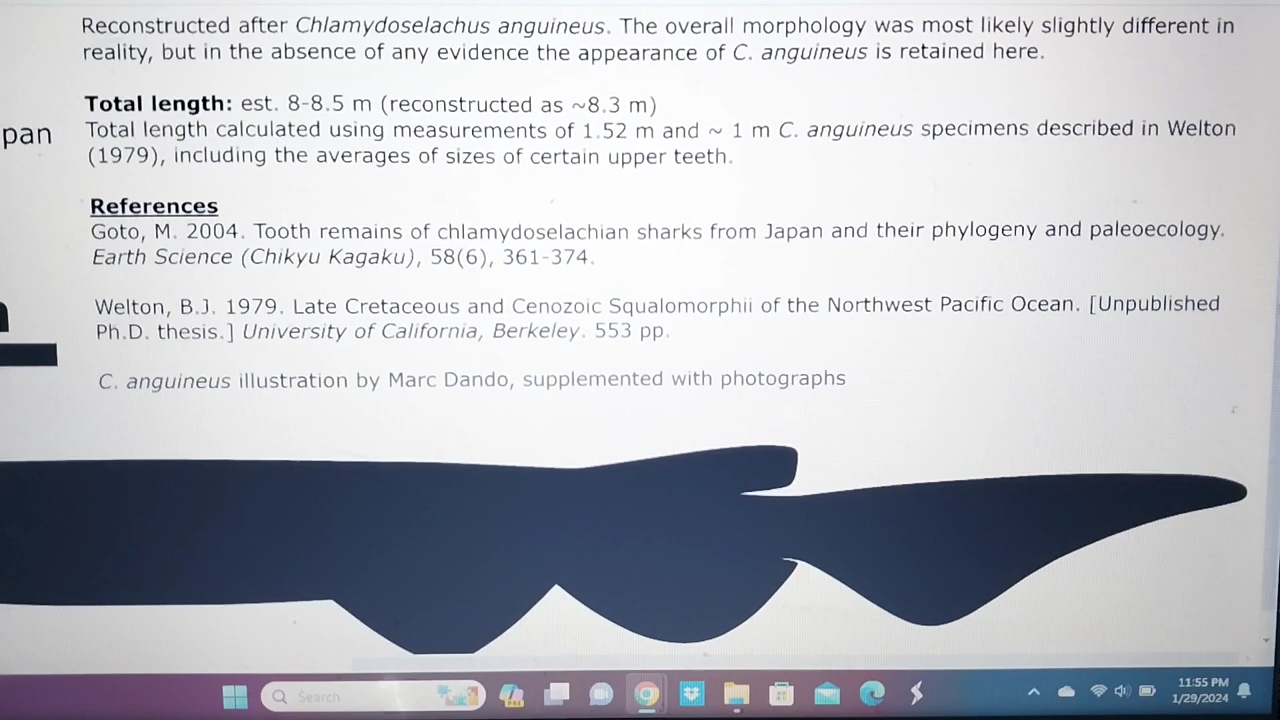 Reconstructed after Chlamydoselachus anguineus. The overall morphology was most likely slightly different in
reality, but in the absence of any evidence the appearance of C. anguineus is retained here.
Total length: est. 8-8.5 m (reconstructed as ~8.3 m)
pan
Total length calculated using measurements of 1.52 m and ~ 1 m C. anguineus specimens described in Welton
(1979), including the averages of sizes of certain upper teeth.
References
Goto, M. 2004. Tooth remains of chlamydoselachian sharks from Japan and their phylogeny and paleoecology.
Earth Science (Chikyu Kagaku), 58(6), 361-374.
Welton, B.J. 1979. Late Cretaceous and Cenozoic Squalomorphii of the Northwest Pacific Ocean. [Unpublished
Ph.D. thesis.] University of California, Berkeley. 553 pp.
C. anguineus illustration by Marc Dando, supplemented with photographs
Search
11:55 PM
1/29/2024